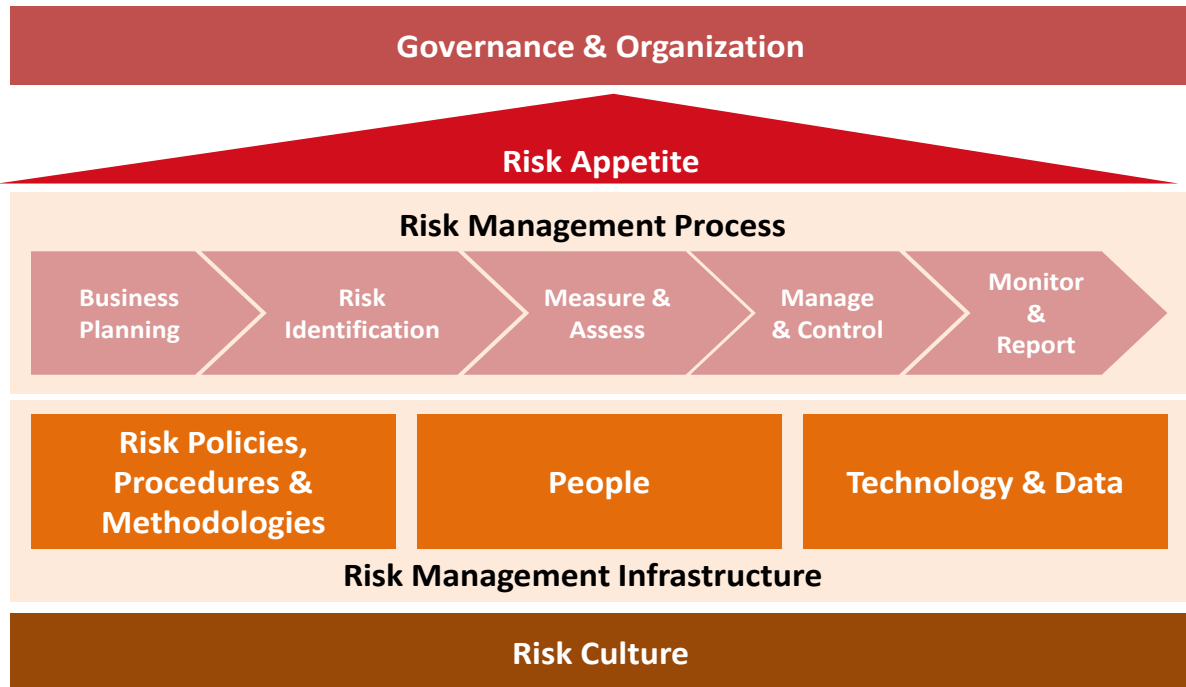 Governance & Organization
Risk Appetite
Risk Management Process
Business
Planning
Risk
Identification
Measure &
Assess
Manage
& Control
Monitor
&
Report
Risk Policies,
Procedures &
Methodologies
People
Technology & Data
Risk Management Infrastructure
Risk Culture